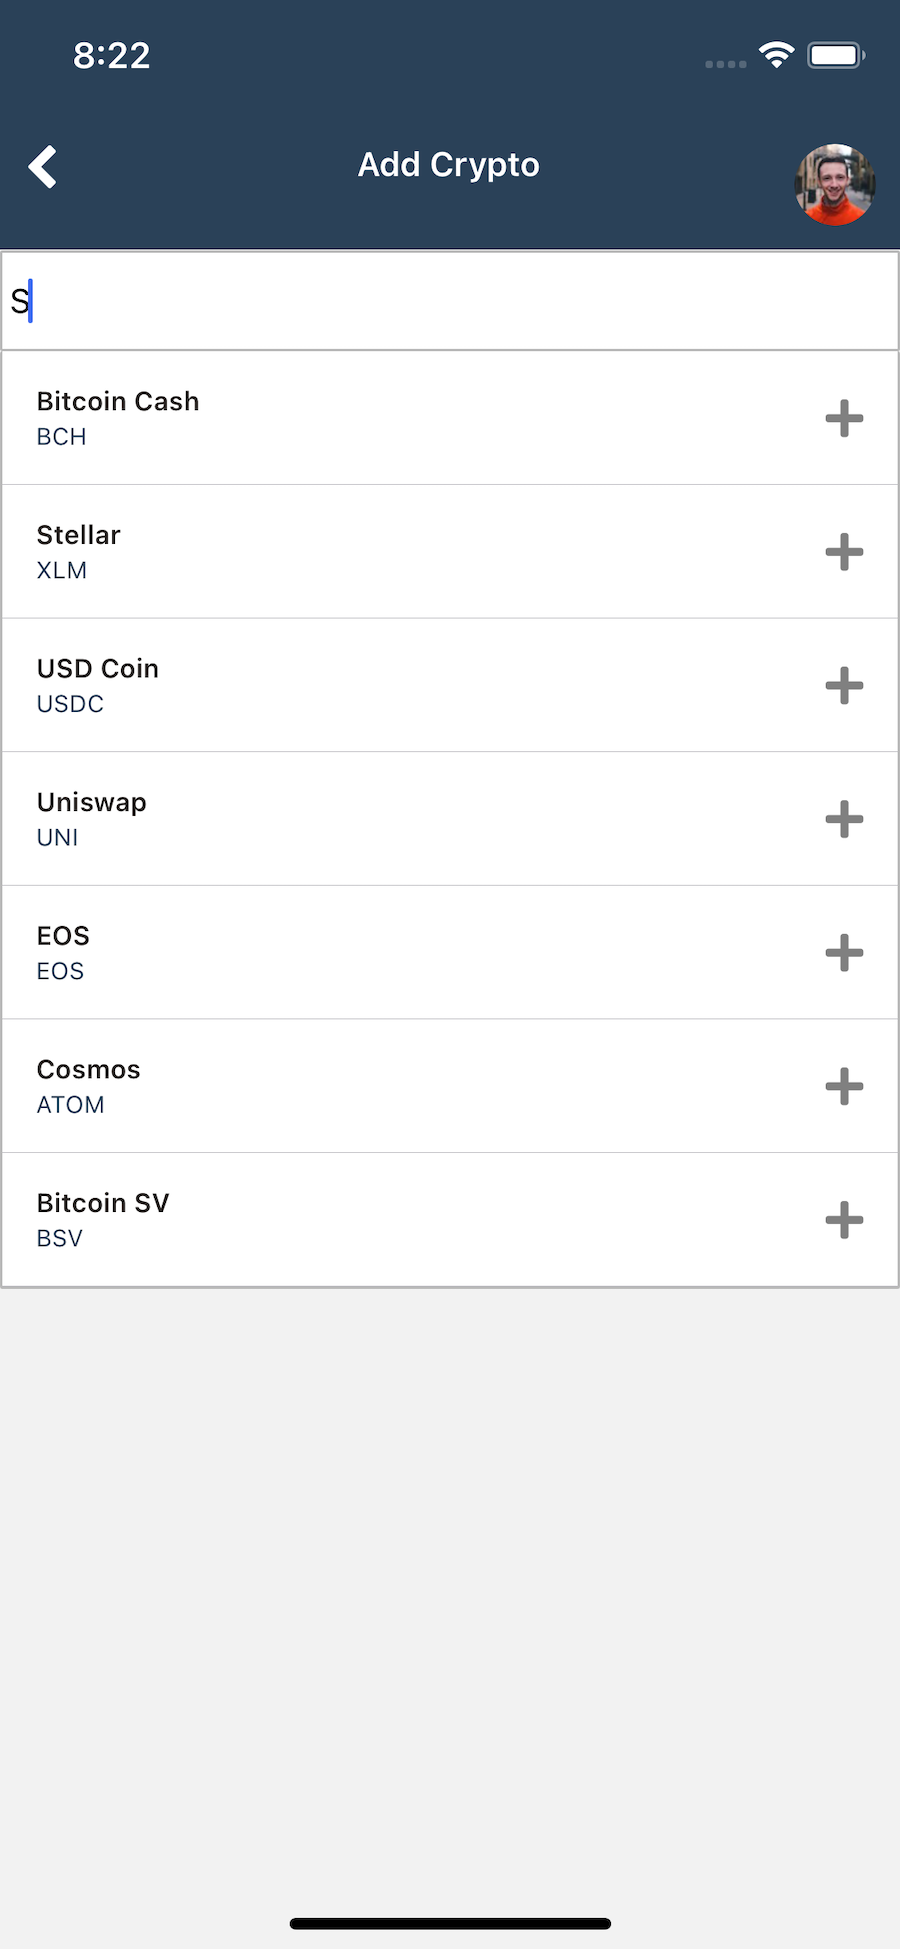 8:22
Add Crypto
S
Bitcoin Cash
BCH
Stellar
XLM
USD Coin
USDC
Uniswap
UNI
EOS
EOS
Cosmos
ATOM
Bitcoin SV
BSV